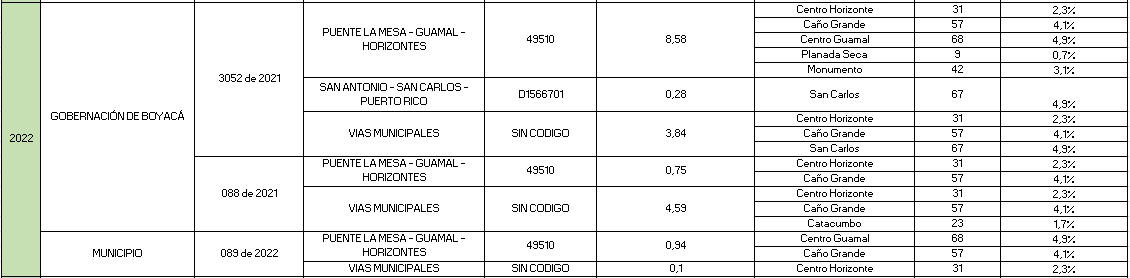 Centro Horizonte 31 2,3%
Caño Grande 57 4,1%
PUENTE LA MESA - GUAMAL - HORIZONTES 49510 8,58 Centro Guamal 68 4,9%
Planada Seca 9 0,7%
3052 de 2021 Monumento 42 3,1%
SAN ANTONIO - SAN CARLOS - PUERTO RICO D1566701 0,28 San Carlos 67 4,9%
2022 GOBERNACIÓN DE BOYACÁ Centro Horizonte 31 2,3%
VIAS MUNICIPALES SIN CODIGO 3,84 Caño Grande 57 4,1%
San Carlos 67 4,9%
PUENTE LA MESA - GUAMAL - HORIZONTES 49510 0,75 Centro Horizonte 31 2,3%
Caño Grande 57 4,1%
088 de 2021 Centro Horizonte 31 2,3%
VIAS MUNICIPALES SIN CODIGO 4,59 Caño Grande 57 4,1%
Catacumbo 23 1,7%
PUENTE LA MESA - GUAMAL - HORIZONTES 49510 0,94 Centro Guamal 68 4,9%
MUNICIPIO 089 de 2022 Caño Grande 57 4,1%
VIAS MUNICIPALES SIN CODIGO 0,1 Centro Horizonte 31 2,3%